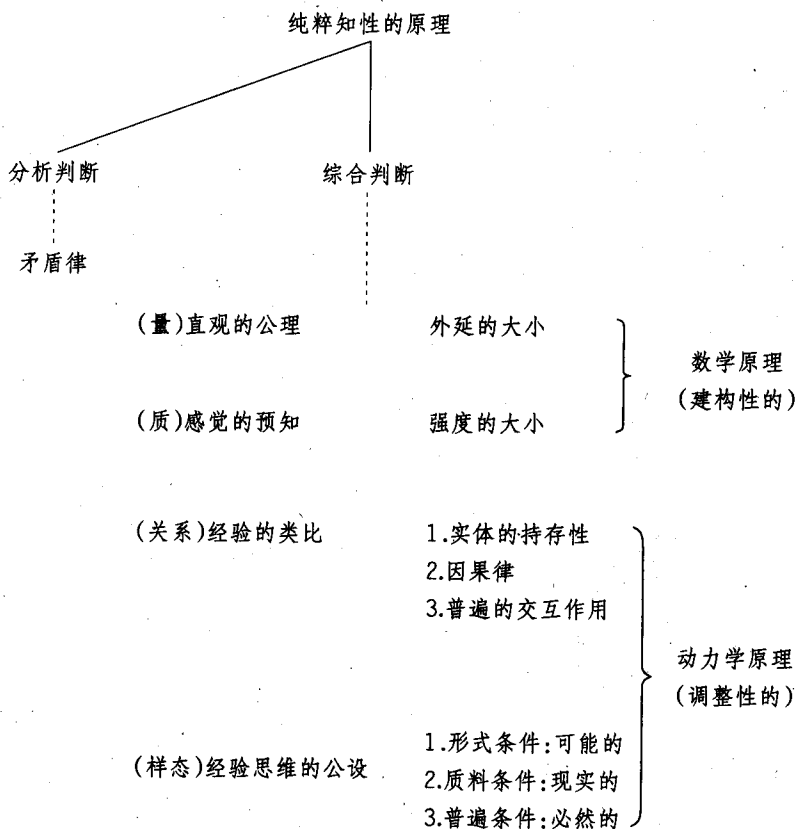 纯粹知性的原理
分析判断 综合判断
矛盾律
(量)直观的公理 外延的大小
数学原理
(建构性的)
(质)感觉的预知 强度的大小
(关系)经验的类比 1.实体的持存性
2.因果律
3.普遍的交互作用
动力学原理
(调整性的)
1.形式条件:可能的
(样态)经验思维的公设
2.质料条件:现实的
3.普遍条件:必然的